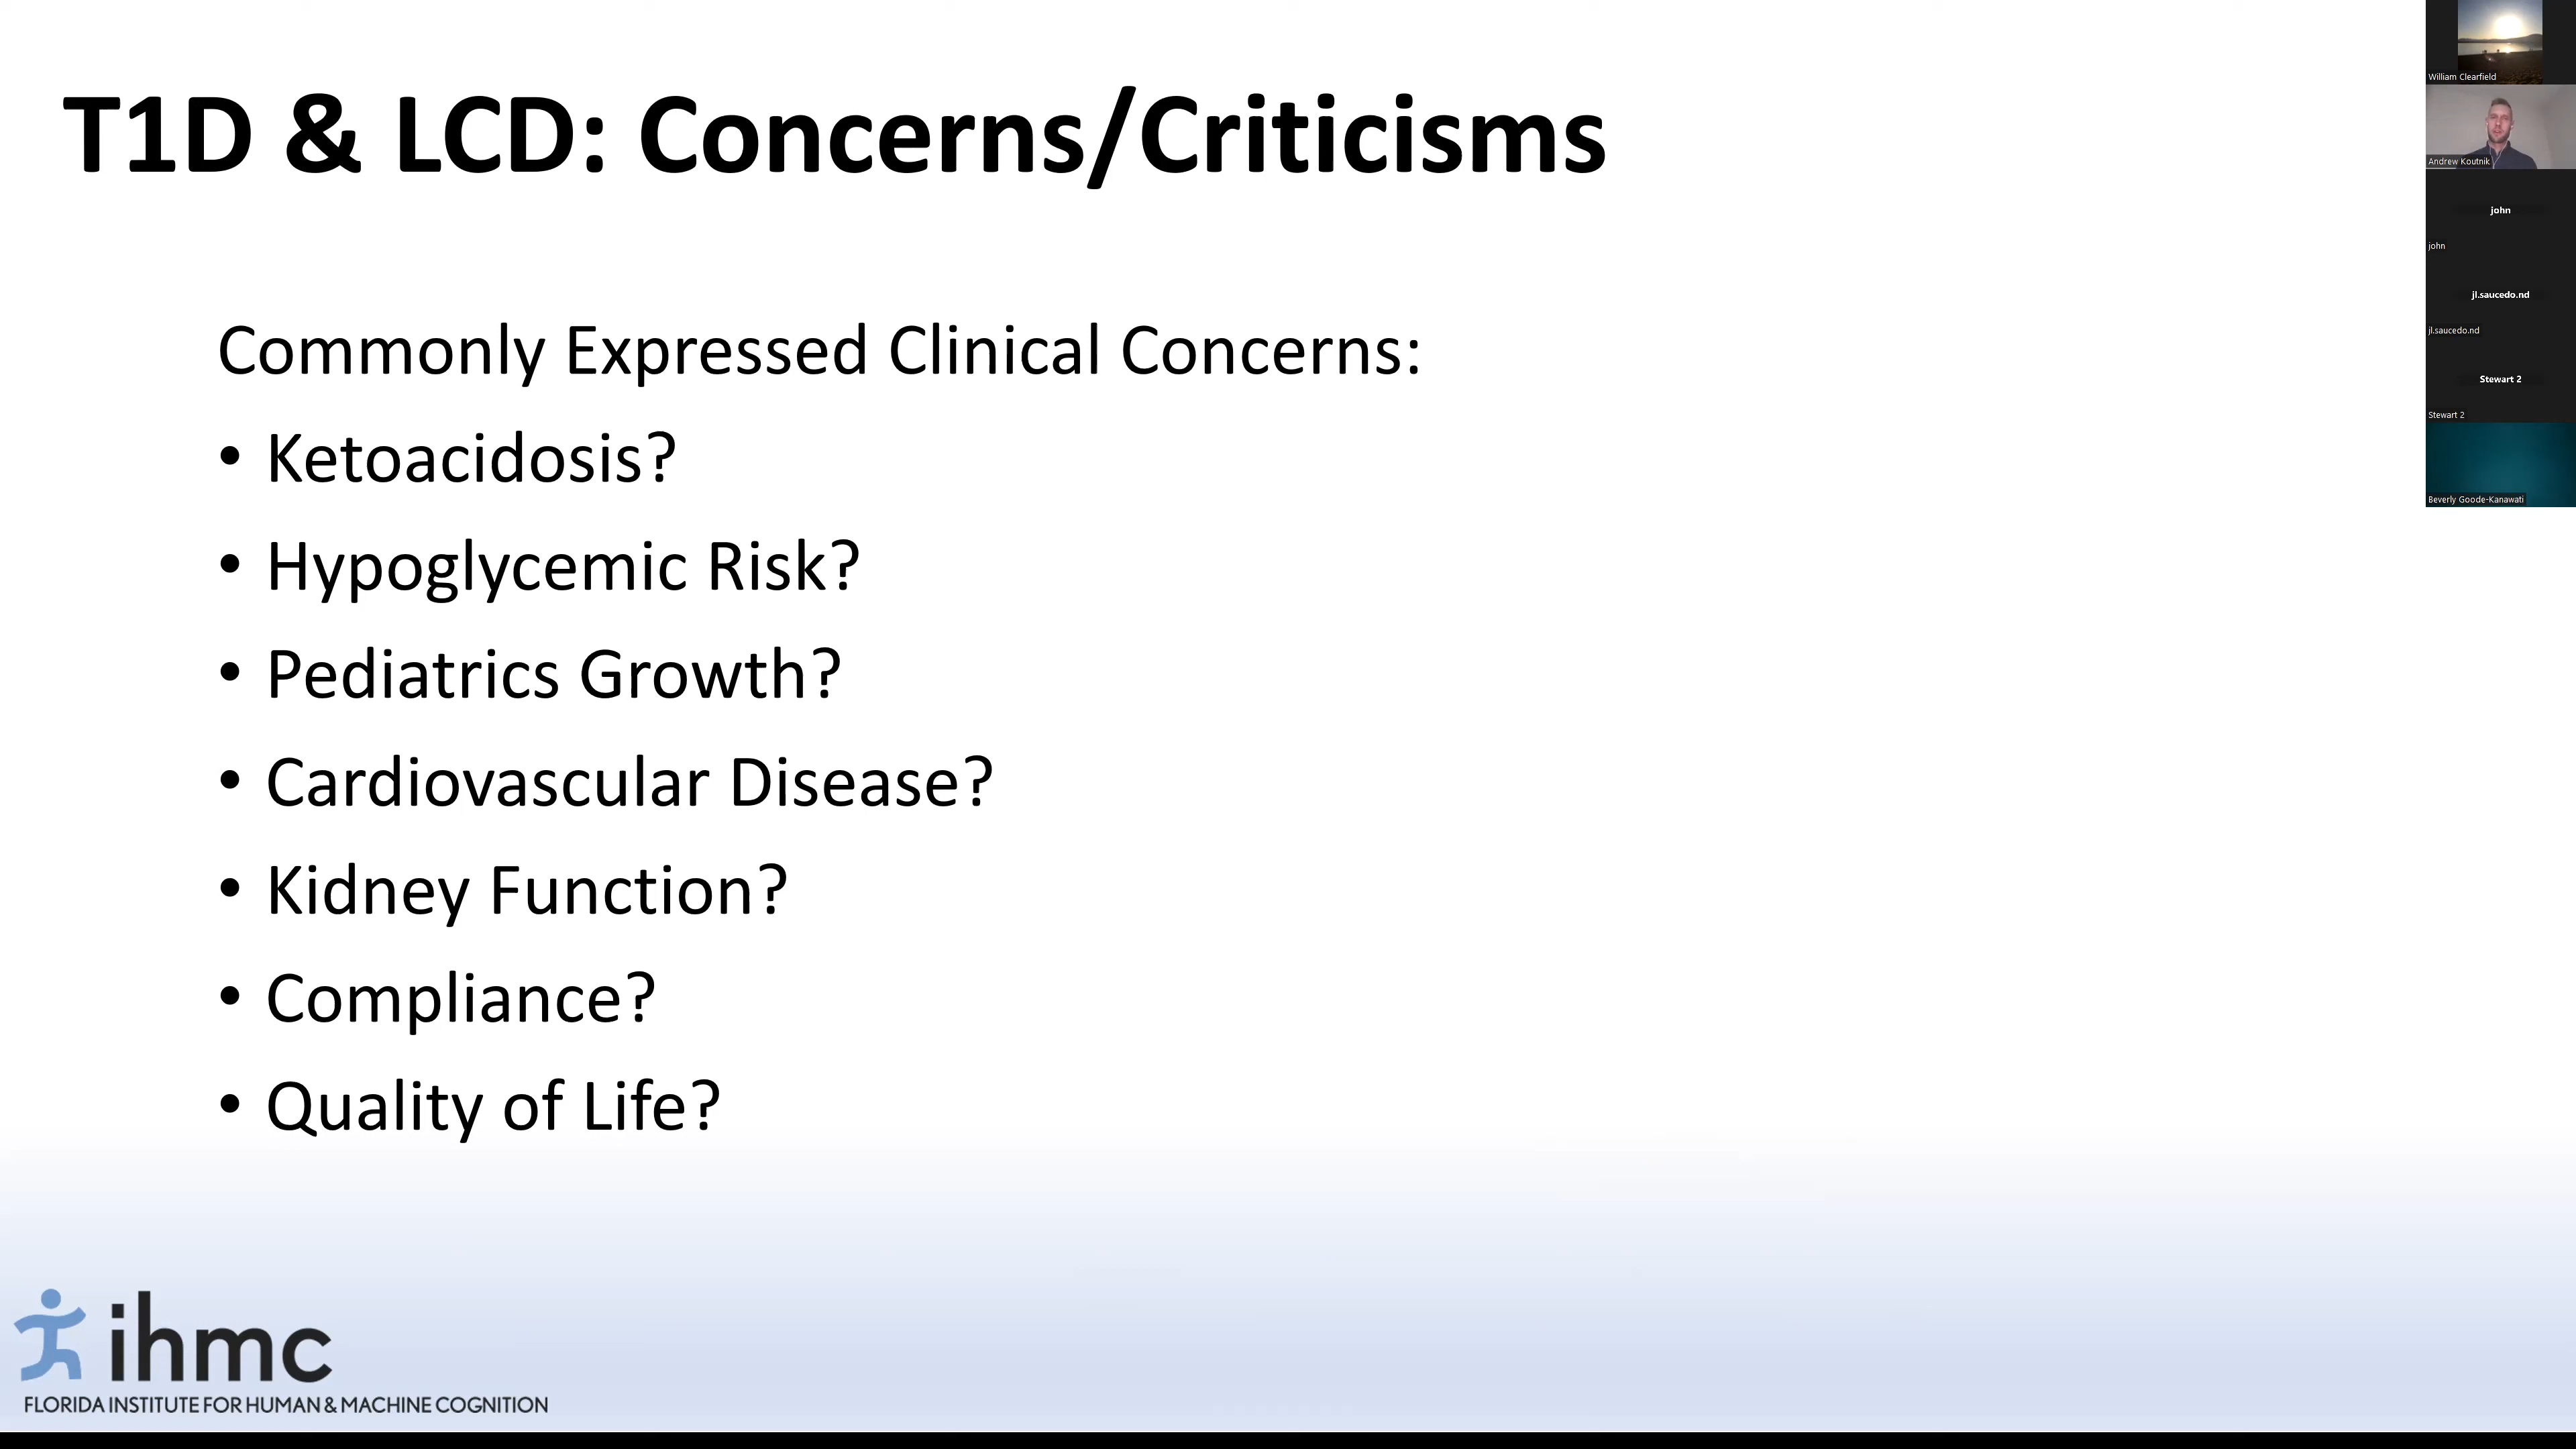 T1D & LCD: Concerns/Criticisms
Commonly Expressed Clinical Concerns:
• Ketoacidosis?
• Hypoglycemic Risk?
• Pediatrics Growth?
• Cardiovascular Disease?
• Kidney Function?
• Compliance?
• Quality of Life?
ihmc
FLORIDA INSTITUTE FOR HUMAN & MACHINE COGNITION
William Clearfield
Andrew Koutnik
john
john
jl.saucedo.nd
jl.saucedo.nd
Stewart 2
Stewart 2
Beverly Goode-Kanawati